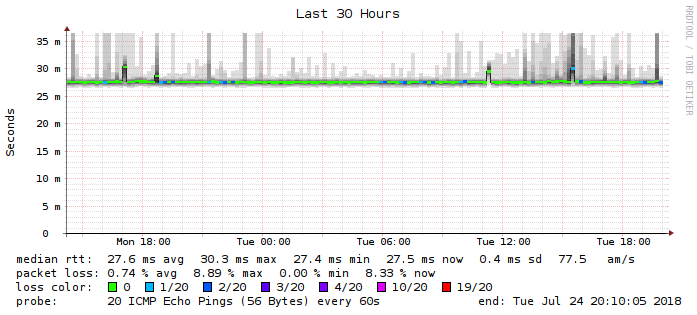 Last 30 Hours
RRDTOOL / TOBI OETIKER
Seconds
35 m
30 m
25 m
20 m
15 m
10 m
5 m
0
Mon 18:00 Tue 00:00 Tue 06:00 Tue 12:00 Tue 18:00
median rtt: 27.6 ms avg 30.3 ms max 27.4 ms min 27.5 ms now 0.4 ms sd 77.5 am/s
packet loss: 0.74 % avg 8.89 % max 0.00 % min 8.33 % now
loss color: 0 1/20 2/20 3/20 4/20 10/20 19/20
probe: 20 ICMP Echo Pings (56 Bytes) every 60s end: Tue Jul 24 20:10:05 2018